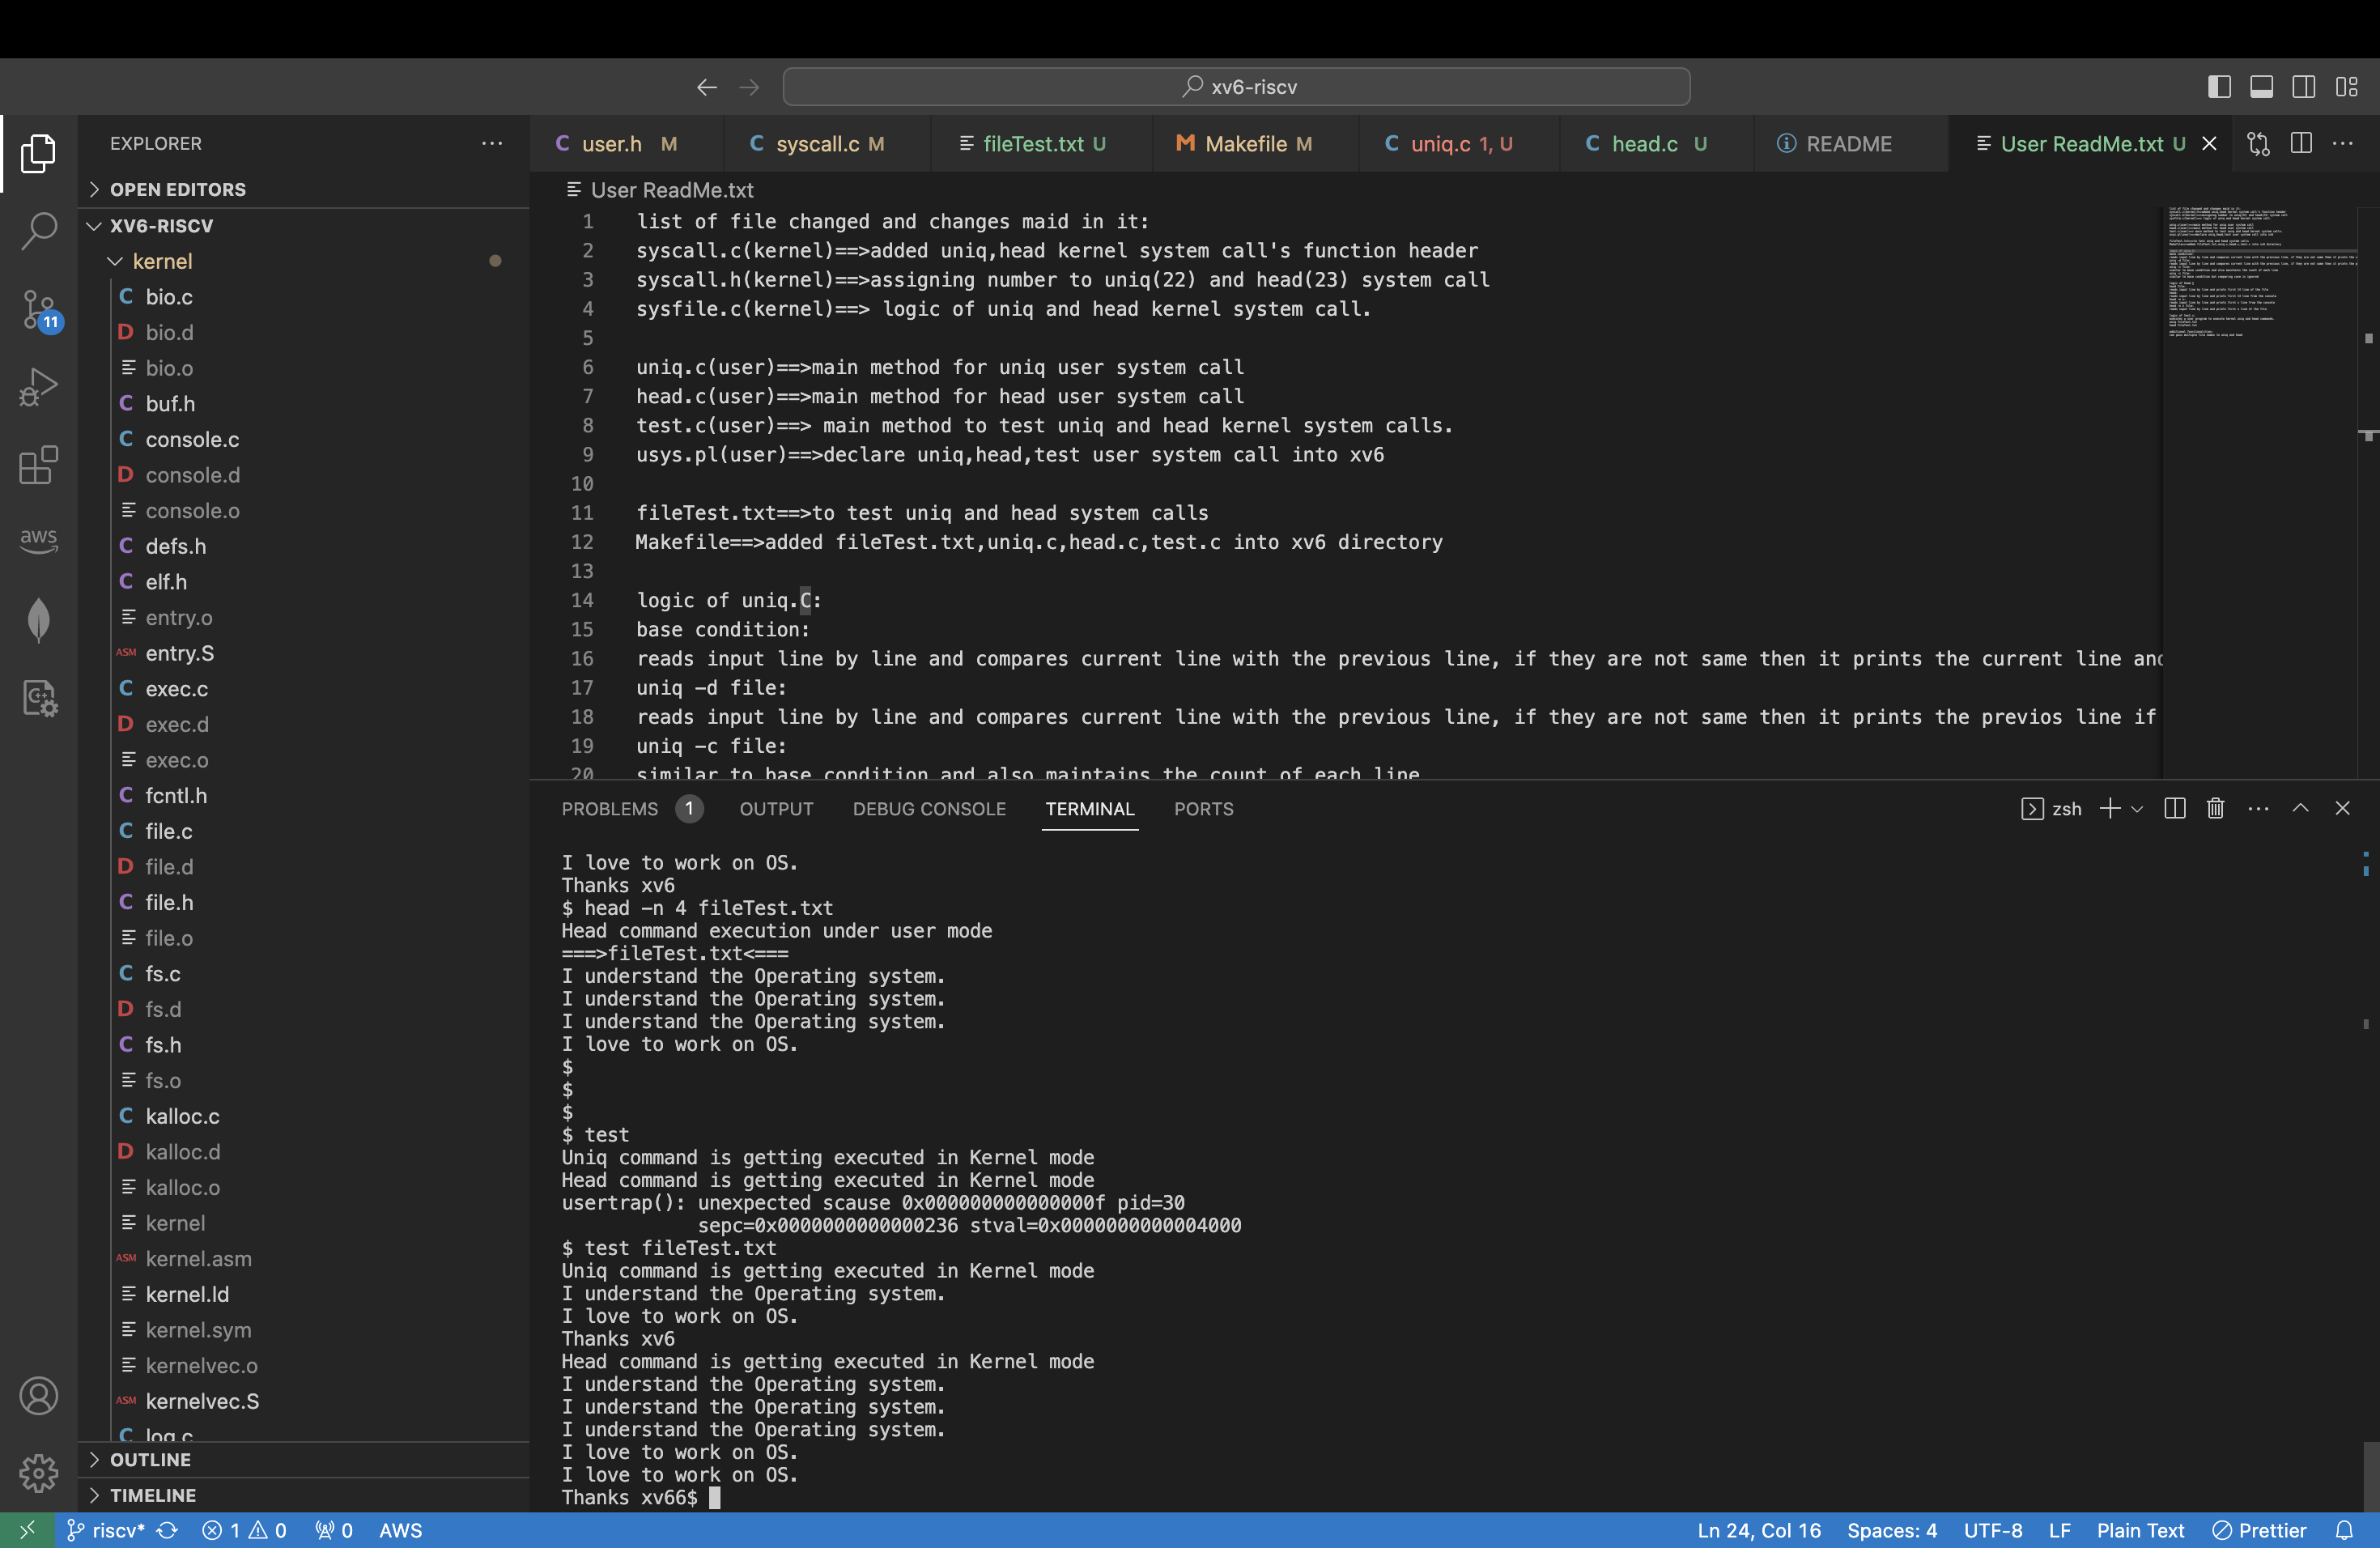 xv6-riscv
EXPLORER
OPEN EDITORS
XV6-RISCV
kernel
C bio.c
D bio.d
bio.o
C buf.h
C console.c
D console.d
console.o
C defs.h
C elf.h
entry.o
ASM entry.S
C exec.c
D exec.d
exec.o
C fcntl.h
C file.c
D file.d
C file.h
file.o
C fs.c
D fs.d
C fs.h
fs.o
C kalloc.c
D kalloc.d
kalloc.o
kernel
ASM kernel.asm
kernel.ld
kernel.sym
kernelvec.o
ASM kernelvec.S
C log.c
OUTLINE
TIMELINE
11
aws
C user.h M
C syscall.c M
fileTest.txt U
M Makefile M
C uniq.c 1, U
C head.c U
README
User ReadMe.txt U
User ReadMe.txt
1 list of file changed and changes maid in it:
2 syscall.c(kernel)==>added uniq,head kernel system call's function header
3 syscall.h(kernel)==>assigning number to uniq(22) and head(23) system call
4 sysfile.c(kernel)==> logic of uniq and head kernel system call.
5
6 uniq.c(user)==>main method for uniq user system call
7 head.c(user)==>main method for head user system call
8 test.c(user)==> main method to test uniq and head kernel system calls.
9 usys.pl(user)==>declare uniq,head,test user system call into xv6
10
11 fileTest.txt==>to test uniq and head system calls
12 Makefile==>added fileTest.txt,uniq.c,head.c,test.c into xv6 directory
13
14 logic of uniq.C:
15 base condition:
16 reads input line by line and compares current line with the previous line, if they are not same then it prints the current line and
17 uniq -d file:
18 reads input line by line and compares current line with the previous line, if they are not same then it prints the previos line if
19 uniq -c file:
20 similar to base condition and also maintains the count of each line
PROBLEMS 1 OUTPUT DEBUG CONSOLE TERMINAL PORTS
zsh
I love to work on OS.
Thanks xv6
$ head -n 4 fileTest.txt
Head command execution under user mode
===>fileTest.txt<===
I understand the Operating system.
I understand the Operating system.
I understand the Operating system.
I love to work on OS.
$
$
$
$ test
Uniq command is getting executed in Kernel mode
Head command is getting executed in Kernel mode
usertrap(): unexpected scause 0x000000000000000f pid=30
sepc=0x0000000000000236 stval=0x0000000000004000
$ test fileTest.txt
Uniq command is getting executed in Kernel mode
I understand the Operating system.
I love to work on OS.
Thanks xv6
Head command is getting executed in Kernel mode
I understand the Operating system.
I understand the Operating system.
I understand the Operating system.
I love to work on OS.
I love to work on OS.
Thanks xv66$
riscv* 1 0 0 AWS
Ln 24, Col 16 Spaces: 4 UTF-8 LF Plain Text Prettier